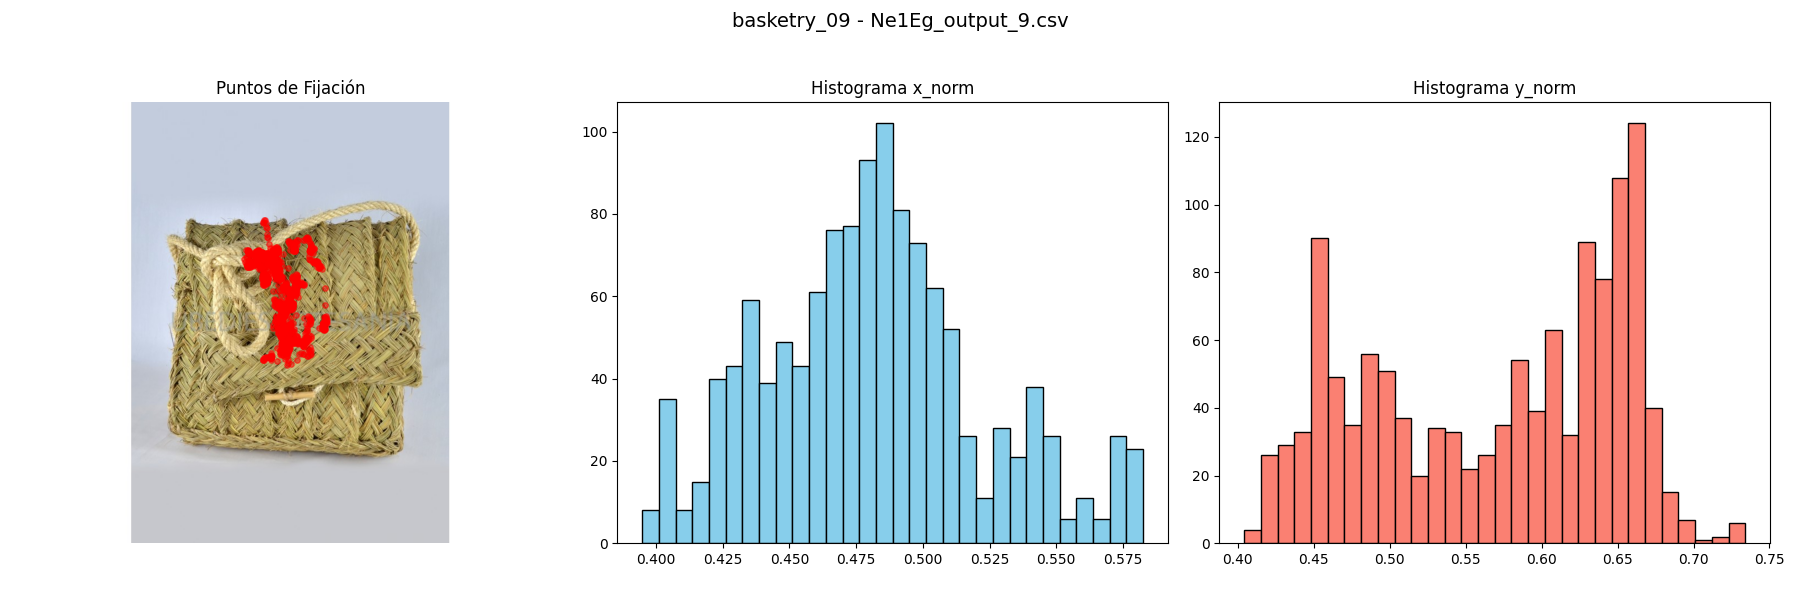 basketry_09 - Ne1Eg_output_9.csv
Puntos de Fijación
Histograma x_norm
100
80
60
40
20
0
0.400 0.425 0.450 0.475 0.500 0.525 0.550 0.575
Histograma y_norm
120
100
80
60
40
20
0
0.40 0.45 0.50 0.55 0.60 0.65 0.70 0.75